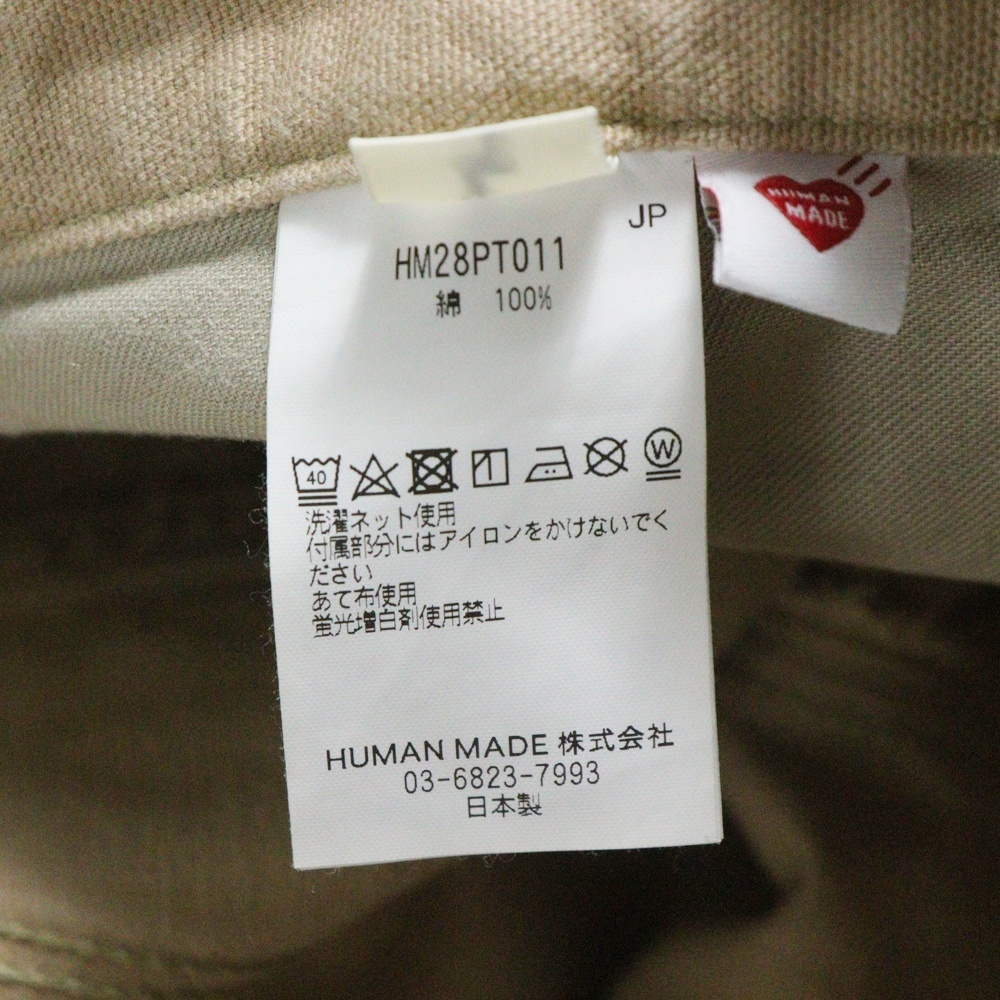 JP
HUMAN
MADE
HM28PT011
綿 100%
40
W
洗濯ネット使用
付属部分にはアイロンをかけないでく
ださい
あて布使用
蛍光増白剤使用禁止
HUMAN MADE 株式会社
03-6823-7993
日本製